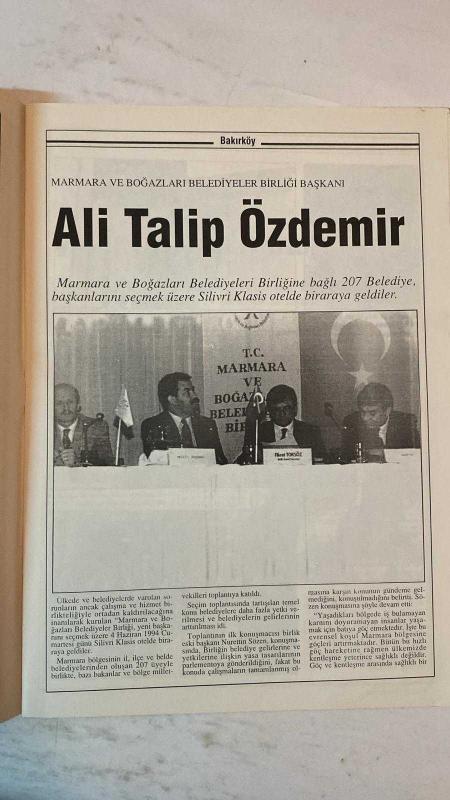 Bakırköy
MARMARA VE BOĞAZLARI BELEDİYELER BİRLİĞİ BAŞKANI
Ali Talip Özdemir
Marmara ve Boğazları Belediyeleri Birliğine bağlı 207 Belediye,
başkanlarını seçmek üzere Silivri Klasis otelde biraraya geldiler.
T.C.
MARMARA
VE
BOĞAZ
BELED
BİR
Fikret TOKSÖZ
Ülkede ve belediyelerde varolan so-
runların ancak çalışma ve hizmet bi-
rlikteliğiyle ortadan kaldırılacağına
inanılarak kurulan "Marmara ve Bo-
ğazları Belediyeler Birliği, yeni başka-
nını seçmek üzere 4 Haziran 1994 Cu-
martesi günü Silivri Klasis otelde bira-
raya geldiler.
Marmara bölgesinin il, ilçe ve belde
belediyelerinden oluşan 207 üyeyle
birlikte, bazı bakanlar ve bölge millet-
vekilleri toplantıya katıldı.
Seçim toplantısında tartışılan temel
konu belediyelere daha fazla yetki ve-
rilmesi ve belediyelerin gelirlerinin
arttırılması idi.
Toplantının ilk konuşmacısı birlik
eski başkanı Nurettin Sözen, konuşma-
sında, Birliğin belediye gelirlerine ve
yetkilerine ilişkin yasa tasarılarının
parlementoya gönderildiğini, fakat bu
konuda çalışmaların tamamlanmış ol-
masına karşın konunun gündeme gel-
mediğini, konuşulmadığını belirtti. Sö-
zen konuşmasına şöyle devam etti:
"Yaşadıkları bölgede iş bulamayan
karnını doyuramayan insanlar yaşa-
mak için batıya göç etmektedir. İşte bu
evrensel koşul Marmara bölgesine
göçleri artırmaktadır. Bütün bu hızlı
göç hareketine rağmen ülkemizde
kentleşme yeterince sağlıklı değildir.
Göç ve kentleşme arasında sağlıklı bir